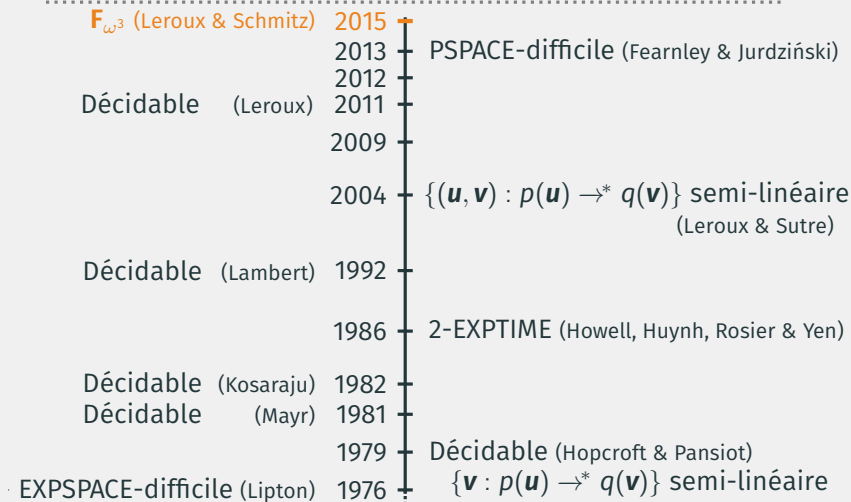 F_ω³ (Leroux & Schmitz) 2015
2013 PSPACE-difficile (Fearnley & Jurdziński)
2012
Décidable (Leroux) 2011
2009
2004 {(u, v) : p(u) →* q(v)} semi-linéaire
(Leroux & Sutre)
Décidable (Lambert) 1992
1986 2-EXPTIME (Howell, Huynh, Rosier & Yen)
Décidable (Kosaraju) 1982
Décidable (Mayr) 1981
1979 Décidable (Hopcroft & Pansiot)
{v : p(u) →* q(v)} semi-linéaire
EXPSPACE-difficile (Lipton) 1976